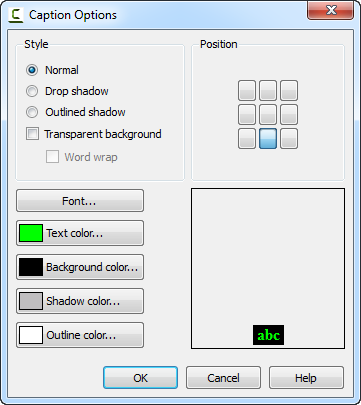 Caption Options
Style
Position
Normal
Drop shadow
Outlined shadow
Transparent background
Word wrap
Font...
Text color...
Background color...
Shadow color...
Outline color...
abc
OK
Cancel
Help